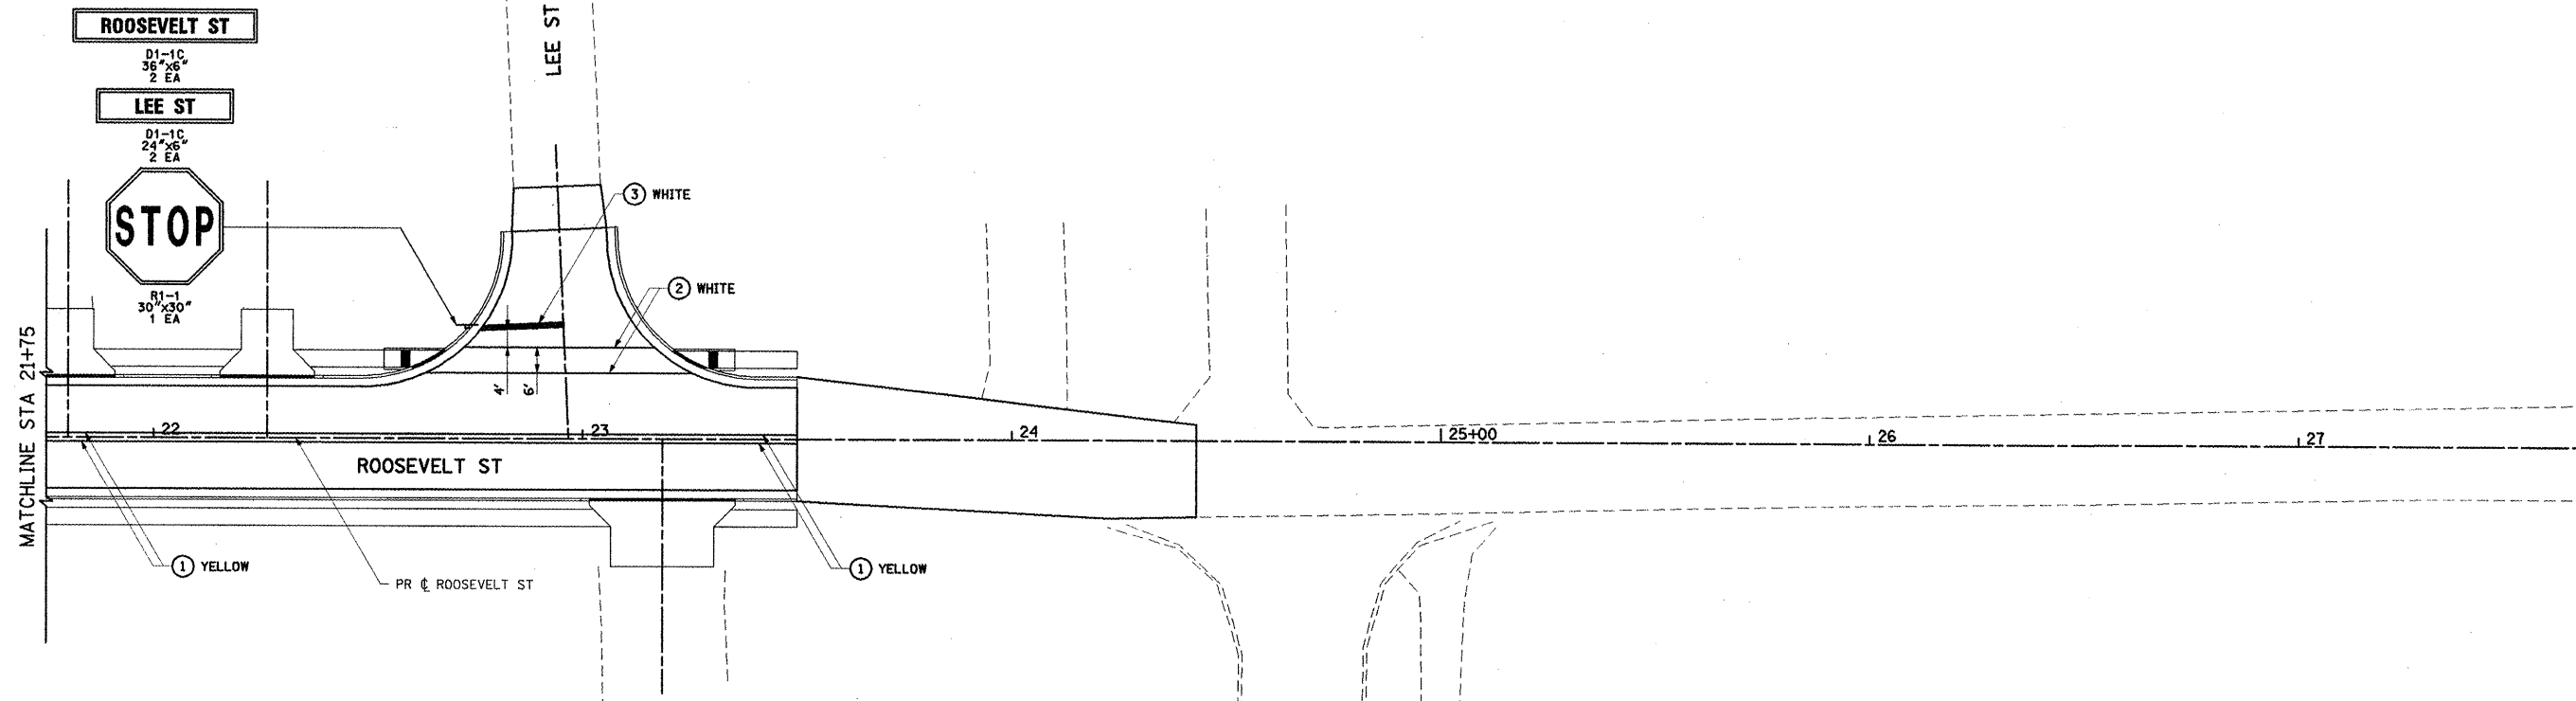 ROOSEVELT ST
D1-1C
36"x6"
2 EA
LEE ST
D1-1C
24"x6"
2 EA
STOP
R1-1
30"x30"
1 EA
LEE ST
3 WHITE
2 WHITE
4'
6'
MATCHLINE STA 21+75
22
23
24
25+00
26
27
ROOSEVELT ST
1 YELLOW
PR ℄ ROOSEVELT ST
1 YELLOW